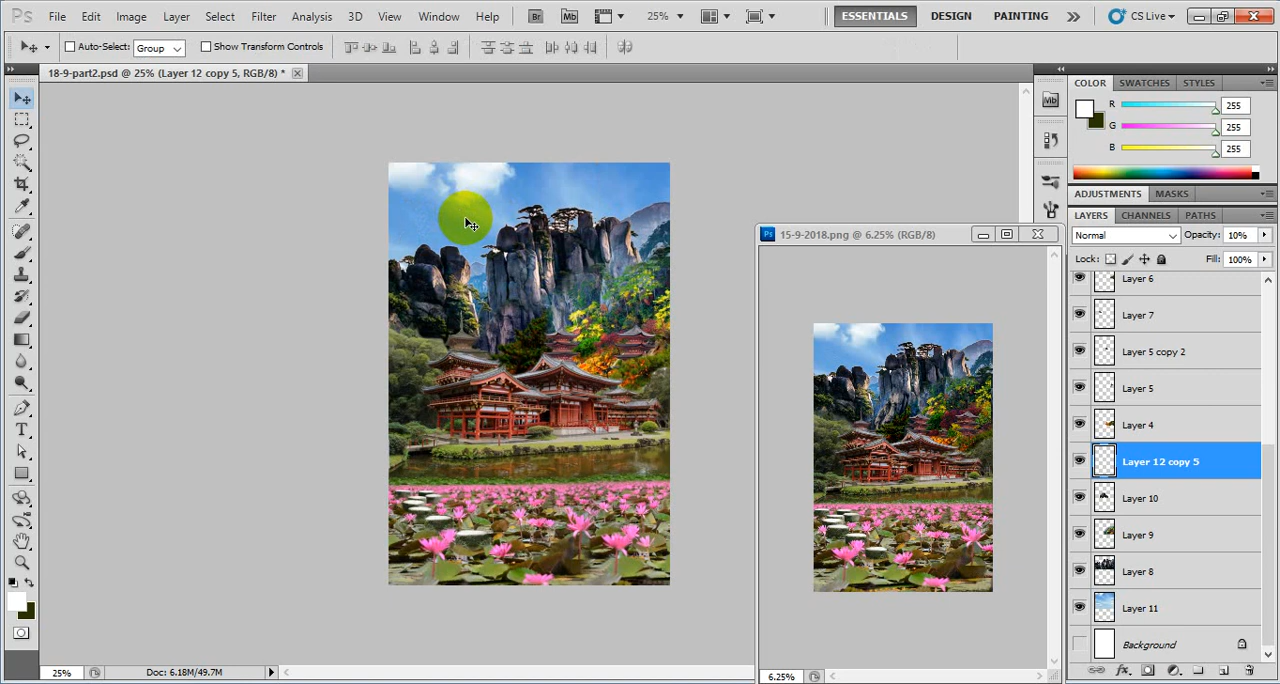 Ps File Edit Image Layer Select Filter Analysis 3D View Window Help Br Mb 25% ESSENTIALS DESIGN PAINTING CS Live
Auto-Select: Group Show Transform Controls
18-9-part2.psd @ 25% (Layer 12 copy 5, RGB/8) *
COLOR SWATCHES STYLES
Mb
R 255
G 255
B 255
ADJUSTMENTS MASKS
LAYERS CHANNELS PATHS
Normal Opacity: 10%
Ps 15-9-2018.png @ 6.25% (RGB/8)
Lock: Fill: 100%
Layer 6
Layer 7
Layer 5 copy 2
Layer 5
Layer 4
Layer 12 copy 5
Layer 10
Layer 9
Layer 8
Layer 11
Background
25% Doc: 6.18M/49.7M
6.25%